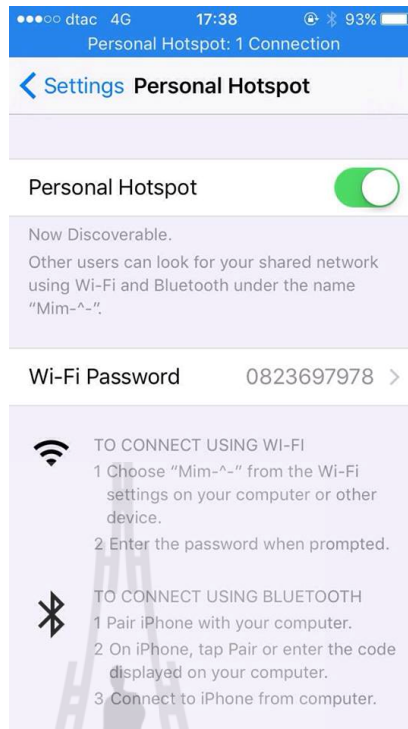 dtac 4G 17:38 93%
Personal Hotspot: 1 Connection
Settings Personal Hotspot
Personal Hotspot
Now Discoverable.
Other users can look for your shared network
using Wi-Fi and Bluetooth under the name
“Mim-^-”.
Wi-Fi Password 0823697978
TO CONNECT USING WI-FI
1 Choose “Mim-^-” from the Wi-Fi
settings on your computer or other
device.
2 Enter the password when prompted.
TO CONNECT USING BLUETOOTH
1 Pair iPhone with your computer.
2 On iPhone, tap Pair or enter the code
displayed on your computer.
3 Connect to iPhone from computer.